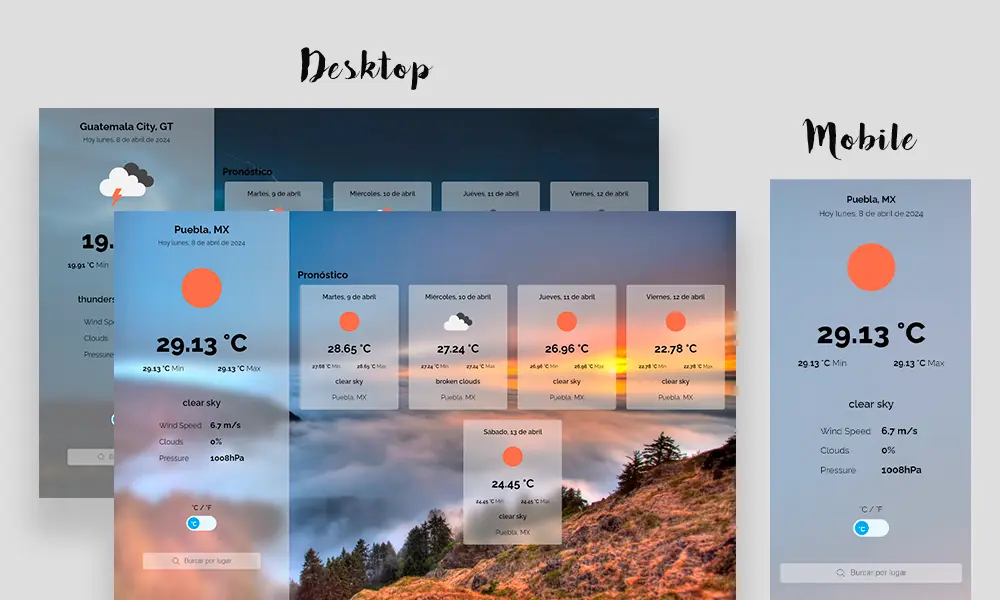 Desktop
Mobile
Guatemala City, GT
Hoy lunes, 8 de abril de 2024
19.
19.91 °C Min
thunders
Wind Sp
Clouds
Pressure
Pronóstico
Martes, 9 de abril
Miércoles, 10 de abril
Jueves, 11 de abril
Viernes, 12 de abril
Puebla, MX
Hoy lunes, 8 de abril de 2024
29.13 °C
29.13 °C Min 29.13 °C Max
clear sky
Wind Speed 6.7 m/s
Clouds 0%
Pressure 1008hPa
°C / °F
°C
Burcar por lugar
Pronóstico
Martes, 9 de abril
28.65 °C
27.68 °C Min 28.65 °C Max
clear sky
Puebla, MX
Miércoles, 10 de abril
27.24 °C
27.24 °C Min 27.24 °C Max
broken clouds
Puebla, MX
Jueves, 11 de abril
26.96 °C
26.96 °C Min 26.96 °C Max
clear sky
Puebla, MX
Viernes, 12 de abril
22.78 °C
22.78 °C Min 22.78 °C Max
clear sky
Puebla, MX
Sábado, 13 de abril
24.45 °C
24.45 °C Min 24.45 °C Max
clear sky
Puebla, MX
Puebla, MX
Hoy lunes, 8 de abril de 2024
29.13 °C
29.13 °C Min 29.13 °C Max
clear sky
Wind Speed 6.7 m/s
Clouds 0%
Pressure 1008hPa
°C / °F
°C
Burcar por lugar